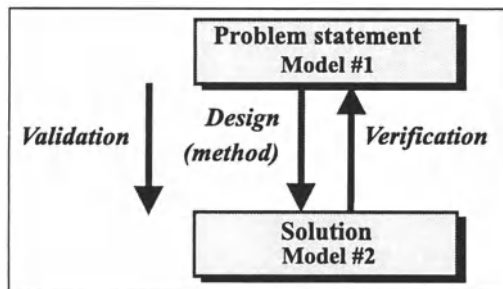 Problem statement
Model #1
Validation
Design
(method)
Verification
Solution
Model #2